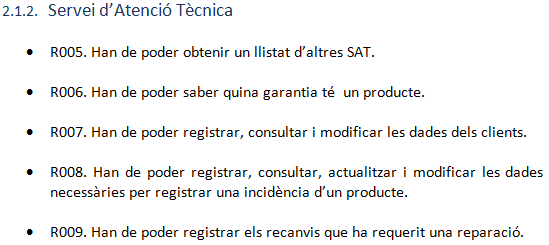 2.1.2. Servei d’Atenció Tècnica
• R005. Han de poder obtenir un llistat d’altres SAT.
• R006. Han de poder saber quina garantia té un producte.
• R007. Han de poder registrar, consultar i modificar les dades dels clients.
• R008. Han de poder registrar, consultar, actualitzar i modificar les dades
necessàries per registrar una incidència d’un producte.
• R009. Han de poder registrar els recanvis que ha requerit una reparació.